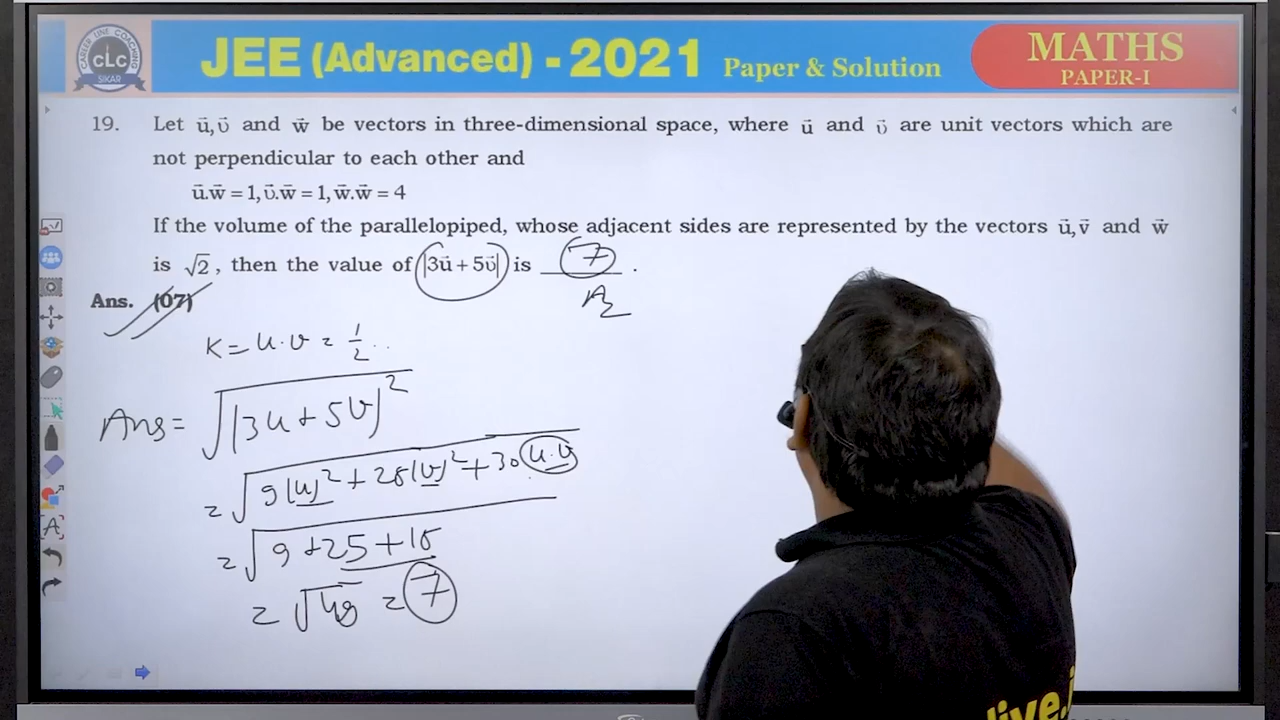 CAREER LINE COACHING
CLC
SIKAR
JEE (Advanced) - 2021 Paper & Solution
MATHS
PAPER-I
19. Let u⃗, υ⃗ and w⃗ be vectors in three-dimensional space, where u⃗ and υ⃗ are unit vectors which are
not perpendicular to each other and
u⃗.w⃗ = 1, υ⃗.w⃗ = 1, w⃗.w⃗ = 4
If the volume of the parallelopiped, whose adjacent sides are represented by the vectors u⃗, v⃗ and w⃗
is √2, then the value of |3u⃗ + 5υ⃗| is 7 .
Ans. (07)
K = u.v = 1/2 ..
Ans = √|3u + 5v|²
= √9|u|² + 25|v|² + 30 u.v
= √9 + 25 + 15
= √49 = 7
live.i